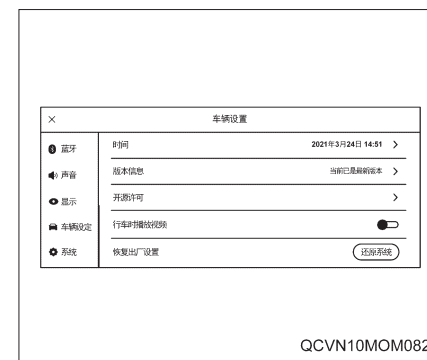 车辆设置
蓝牙
声音
显示
车辆设定
系统
时间 2021年3月24日 14:51
版本信息 当前已是最新版本
开源许可
行车时播放视频
恢复出厂设置 还原系统
QCVN10MOM082